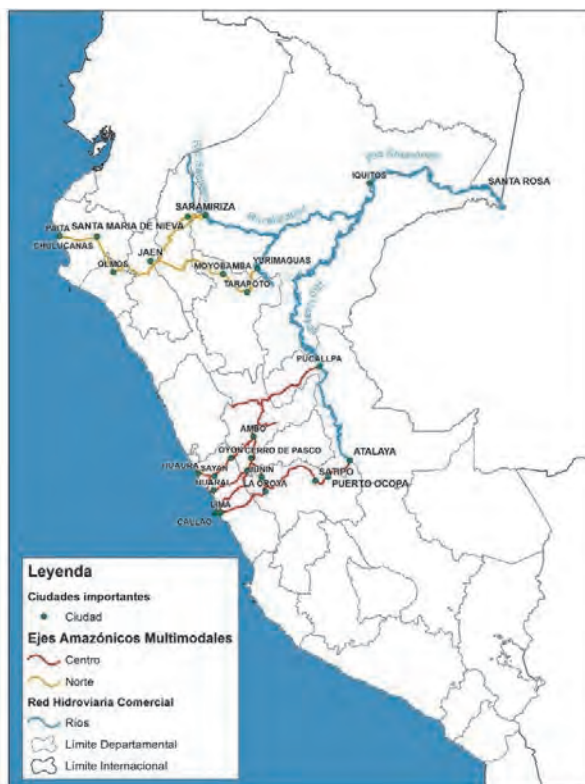 IQUITOS
SANTA ROSA
SARAMIRIZA
PAITA
SANTA MARIA DE NIEVA
CHULUCANAS
JAEN
OLMOS
YURIMAGUAS
MOYOBAMBA
TARAPOTO
PUCALLPA
AMBO
OYON
CERRO DE PASCO
ATALAYA
HUAURA
SAYAN
JUNIN
SATIPO
HUARAL
LA OROYA
PUERTO OCOPA
LIMA
CALLAO
Leyenda
Ciudades importantes
Ciudad
Ejes Amazónicos Multimodales
Centro
Norte
Red Hidroviaria Comercial
Ríos
Límite Departamental
Límite Internacional